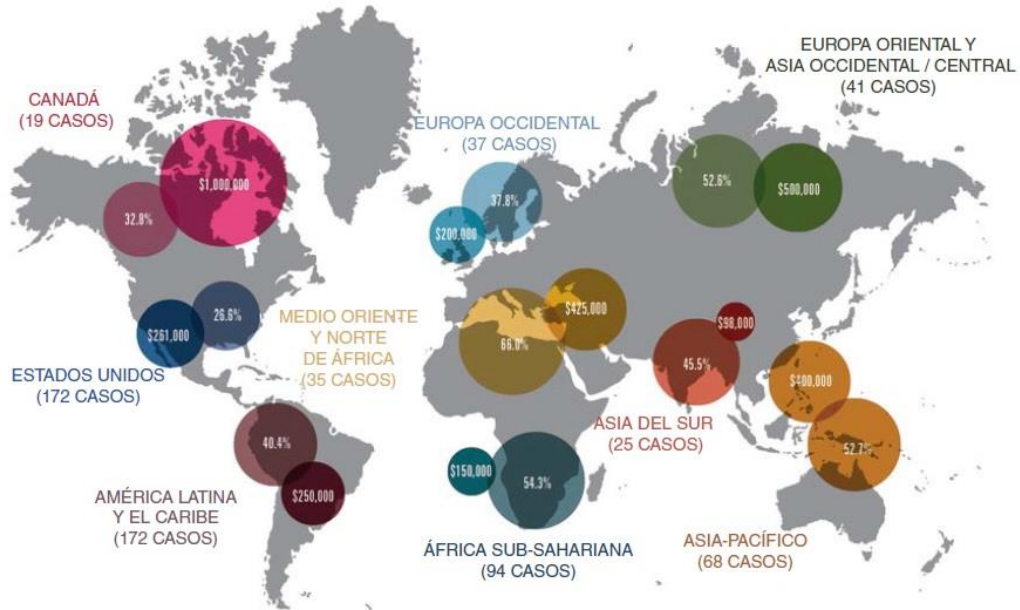 EUROPA ORIENTAL Y
ASIA OCCIDENTAL / CENTRAL
(41 CASOS)
52.6%
$500,000
CANADÁ
(19 CASOS)
$1,000,000
32.8%
EUROPA OCCIDENTAL
(37 CASOS)
37.8%
$200,000
$261,000
26.6%
ESTADOS UNIDOS
(172 CASOS)
MEDIO ORIENTE
Y NORTE
DE ÁFRICA
(35 CASOS)
$425,000
66.0%
$98,000
45.5%
ASIA DEL SUR
(25 CASOS)
$400,000
52.7%
ASIA-PACÍFICO
(68 CASOS)
40.4%
$250,000
AMÉRICA LATINA
Y EL CARIBE
(172 CASOS)
$150,000
54.3%
ÁFRICA SUB-SAHARIANA
(94 CASOS)